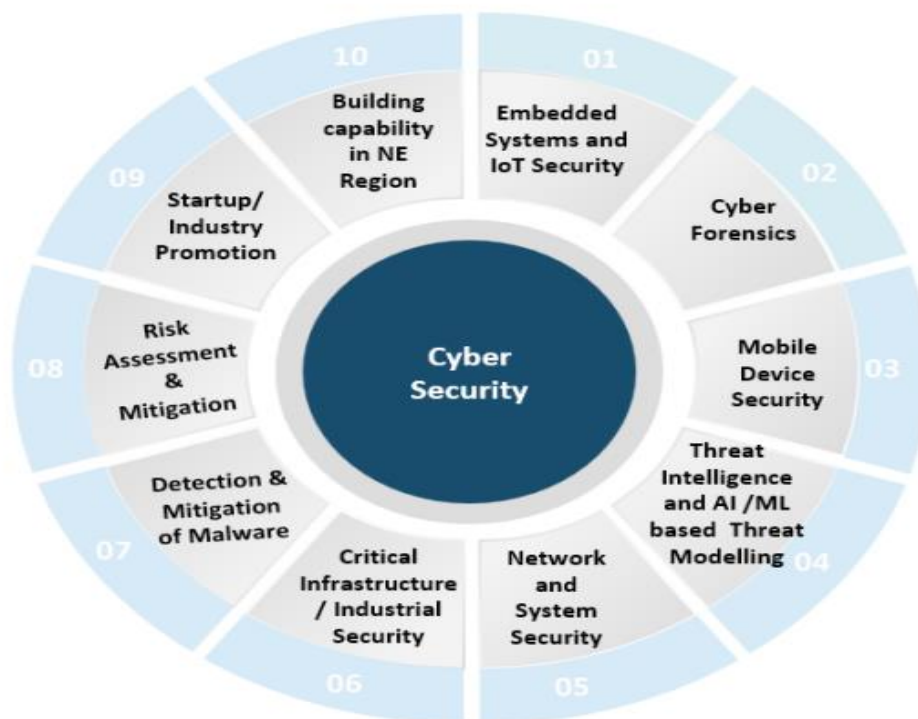 Cyber
Security
01
Embedded
Systems and
IoT Security
02
Cyber
Forensics
03
Mobile
Device
Security
04
Threat
Intelligence
and AI /ML
based Threat
Modelling
05
Network
and
System
Security
06
Critical
Infrastructure
/ Industrial
Security
07
Detection &
Mitigation
of Malware
08
Risk
Assessment
&
Mitigation
09
Startup/
Industry
Promotion
10
Building
capability
in NE
Region